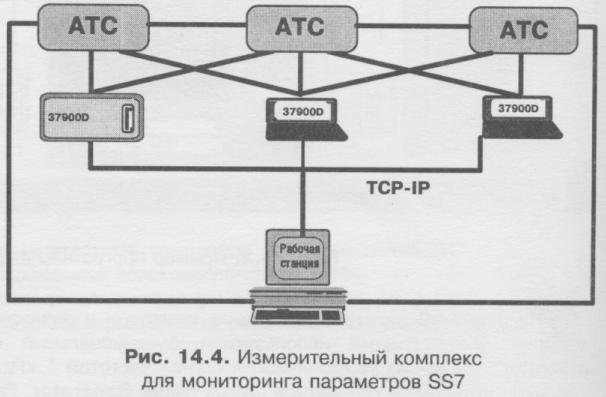 АТС АТС АТС
37900D 37900D 37900D
TCP-IP
Рабочая
станция
Рис. 14.4. Измерительный комплекс
для мониторинга параметров SS7